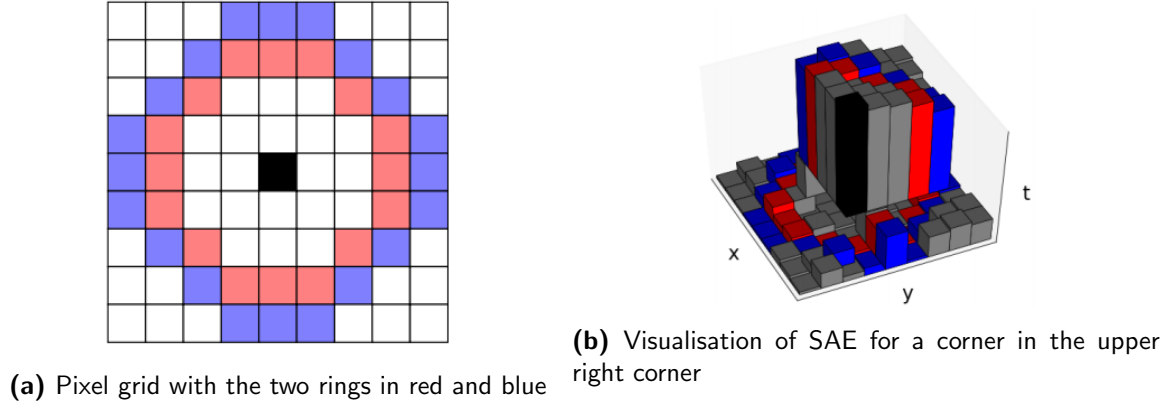 t
x
y
(a) Pixel grid with the two rings in red and blue
(b) Visualisation of SAE for a corner in the upper
right corner